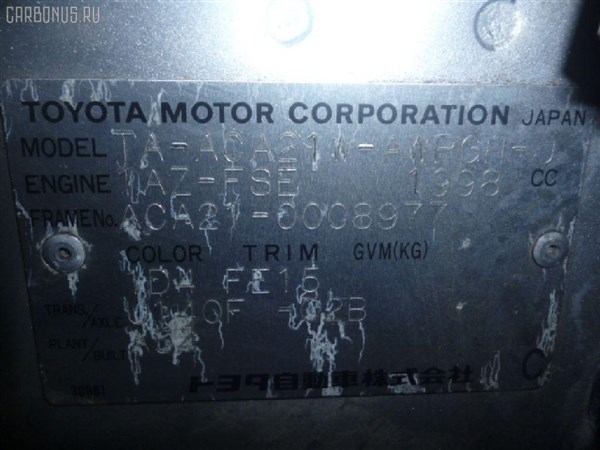 CARBONUS.RU
C
TOYOTA MOTOR CORPORATION JAPAN
MODEL TA-ACA21W-AWPGH-J
ENGINE 1AZ-FSE 1998 CC
FRAME No. ACA21-0008977
COLOR TRIM GVM(KG)
FE15
TRANS./AXLE
PLANT/BUILT
C
トヨタ自動車株式会社